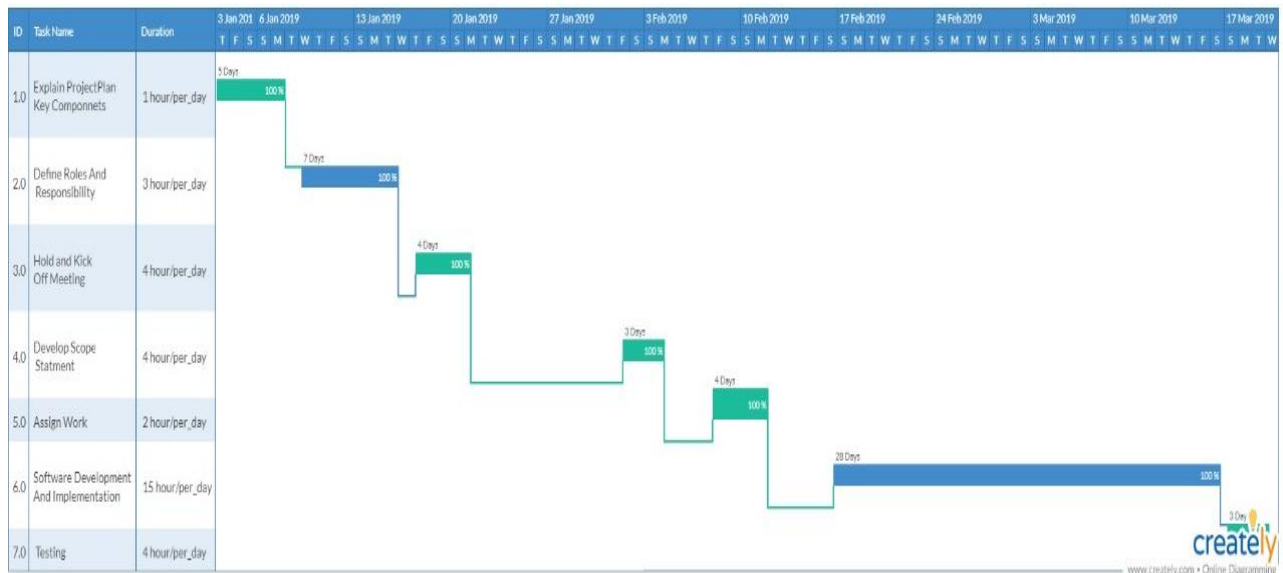 ID Task Name Duration 3 Jan 201 6 Jan 2019 13 Jan 2019 20 Jan 2019 27 Jan 2019 3 Feb 2019 10 Feb 2019 17 Feb 2019 24 Feb 2019 3 Mar 2019 10 Mar 2019 17 Mar 2019
T F S S M T W T F S S M T W T F S S M T W T F S S M T W T F S S M T W T F S S M T W T F S S M T W T F S S M T W T F S S M T W T F S S M T W T F S S M T W
5 Days
1.0 Explain ProjectPlan
Key Componnets
1 hour/per_day
100 %
7 Days
2.0 Define Roles And
Responsibility
3 hour/per_day
100 %
4 Days
3.0 Hold and Kick
Off Meeting
4 hour/per_day
100 %
3 Days
4.0 Develop Scope
Statment
4 hour/per_day
100 %
4 Days
100 %
5.0 Assign Work 2 hour/per_day
28 Days
6.0 Software Development
And Implementation
15 hour/per_day
100 %
3 Day
7.0 Testing 4 hour/per_day
creately
www.creately.com • Online Diagramming